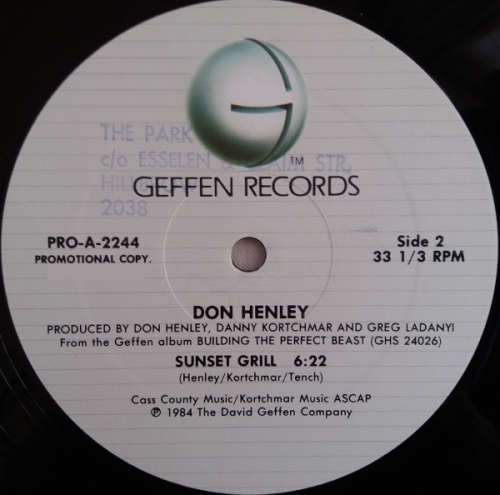 THE PARK
c/o ESSELEN & STR,
2038
™
GEFFEN RECORDS
PRO-A-2244
PROMOTIONAL COPY.
Side 2
33 1/3 RPM
DON HENLEY
PRODUCED BY DON HENLEY, DANNY KORTCHMAR AND GREG LADANYI
From the Geffen album BUILDING THE PERFECT BEAST (GHS 24026)
SUNSET GRILL 6:22
(Henley/Kortchmar/Tench)
Cass County Music/Kortchmar Music ASCAP
℗ 1984 The David Geffen Company